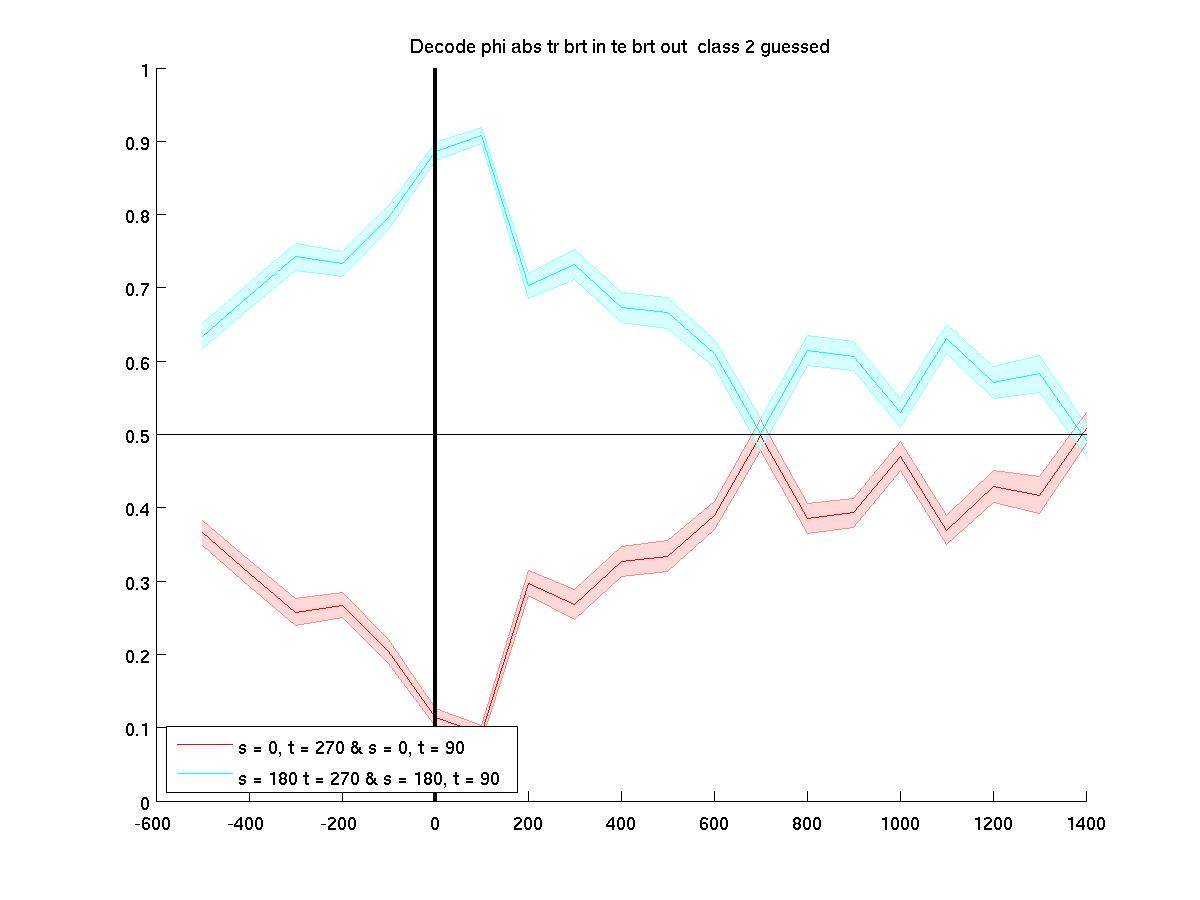 Decode phi abs tr brt in te brt out  class 2 guessed
1
0.9
0.8
0.7
0.6
0.5
0.4
0.3
0.2
0.1
0
s = 0, t = 270 & s = 0, t = 90
s = 180 t = 270 & s = 180, t = 90
-600 -400 -200 0 200 400 600 800 1000 1200 1400